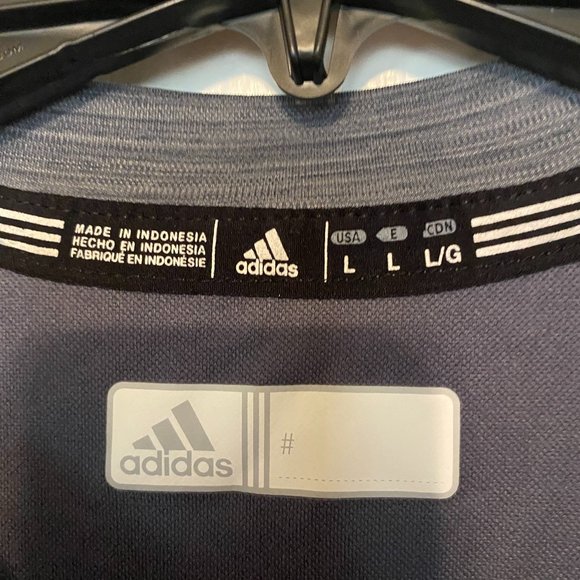 MADE IN INDONESIA
HECHO EN INDONESIA
FABRIQUÉ EN INDONÉSIE
adidas
USA E CDN
L L L/G
adidas
#